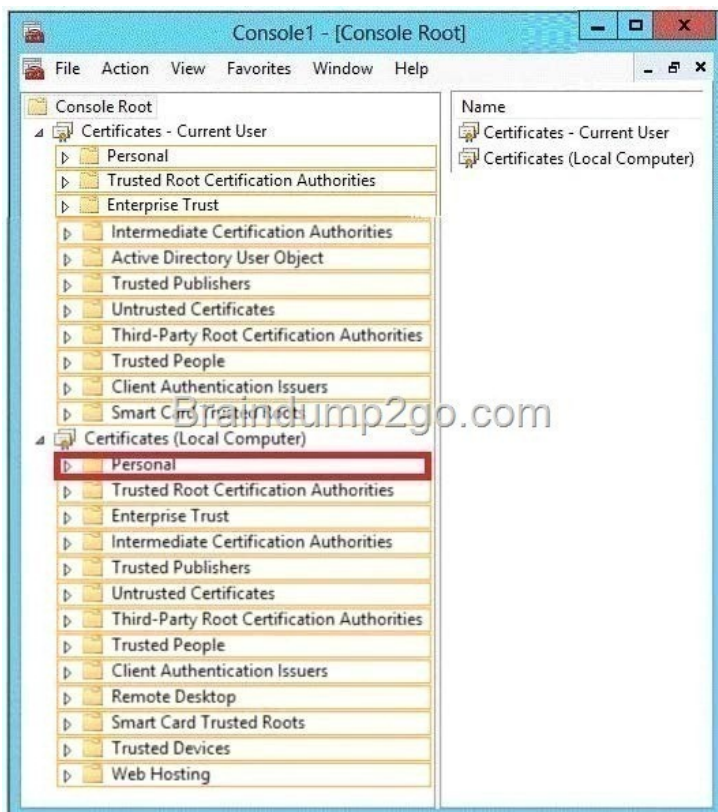 Console1 - [Console Root]
File Action View Favorites Window Help
Console Root
Certificates - Current User
Personal
Trusted Root Certification Authorities
Enterprise Trust
Intermediate Certification Authorities
Active Directory User Object
Trusted Publishers
Untrusted Certificates
Third-Party Root Certification Authorities
Trusted People
Client Authentication Issuers
Smart Card Trusted Roots
Braindump2go.com
Certificates (Local Computer)
Personal
Trusted Root Certification Authorities
Enterprise Trust
Intermediate Certification Authorities
Trusted Publishers
Untrusted Certificates
Third-Party Root Certification Authorities
Trusted People
Client Authentication Issuers
Remote Desktop
Smart Card Trusted Roots
Trusted Devices
Web Hosting
Name
Certificates - Current User
Certificates (Local Computer)